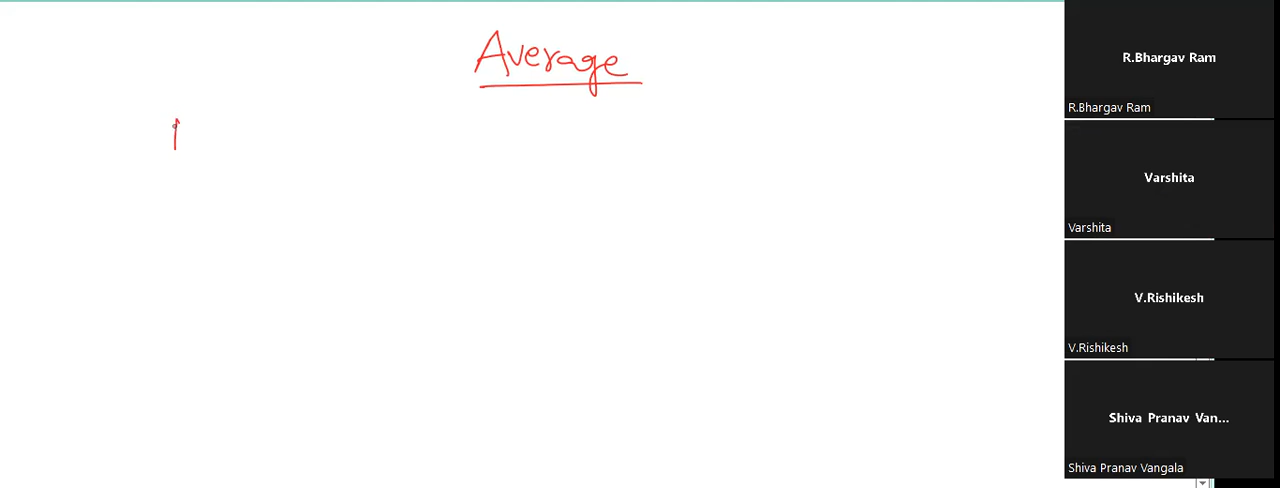 Average
R.Bhargav Ram
R.Bhargav Ram
Varshita
Varshita
V.Rishikesh
V.Rishikesh
Shiva Pranav Van...
Shiva Pranav Vangala